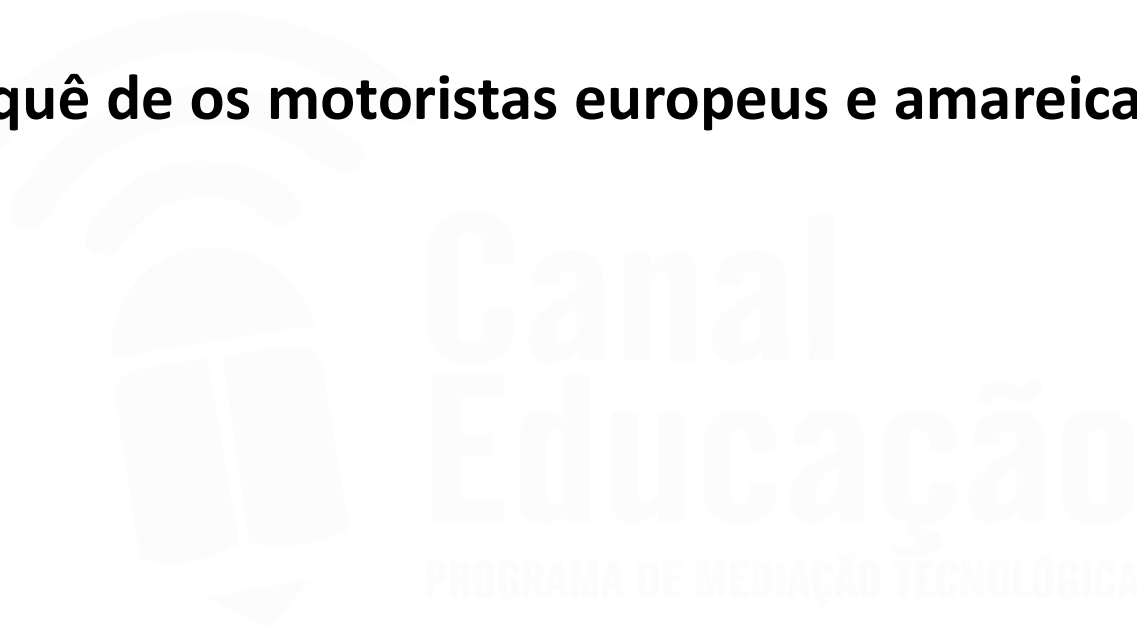 quê de os motoristas europeus e amareica
Canal
Educação
PROGRAMA DE MEDIAÇÃO TECNOLÓGICA